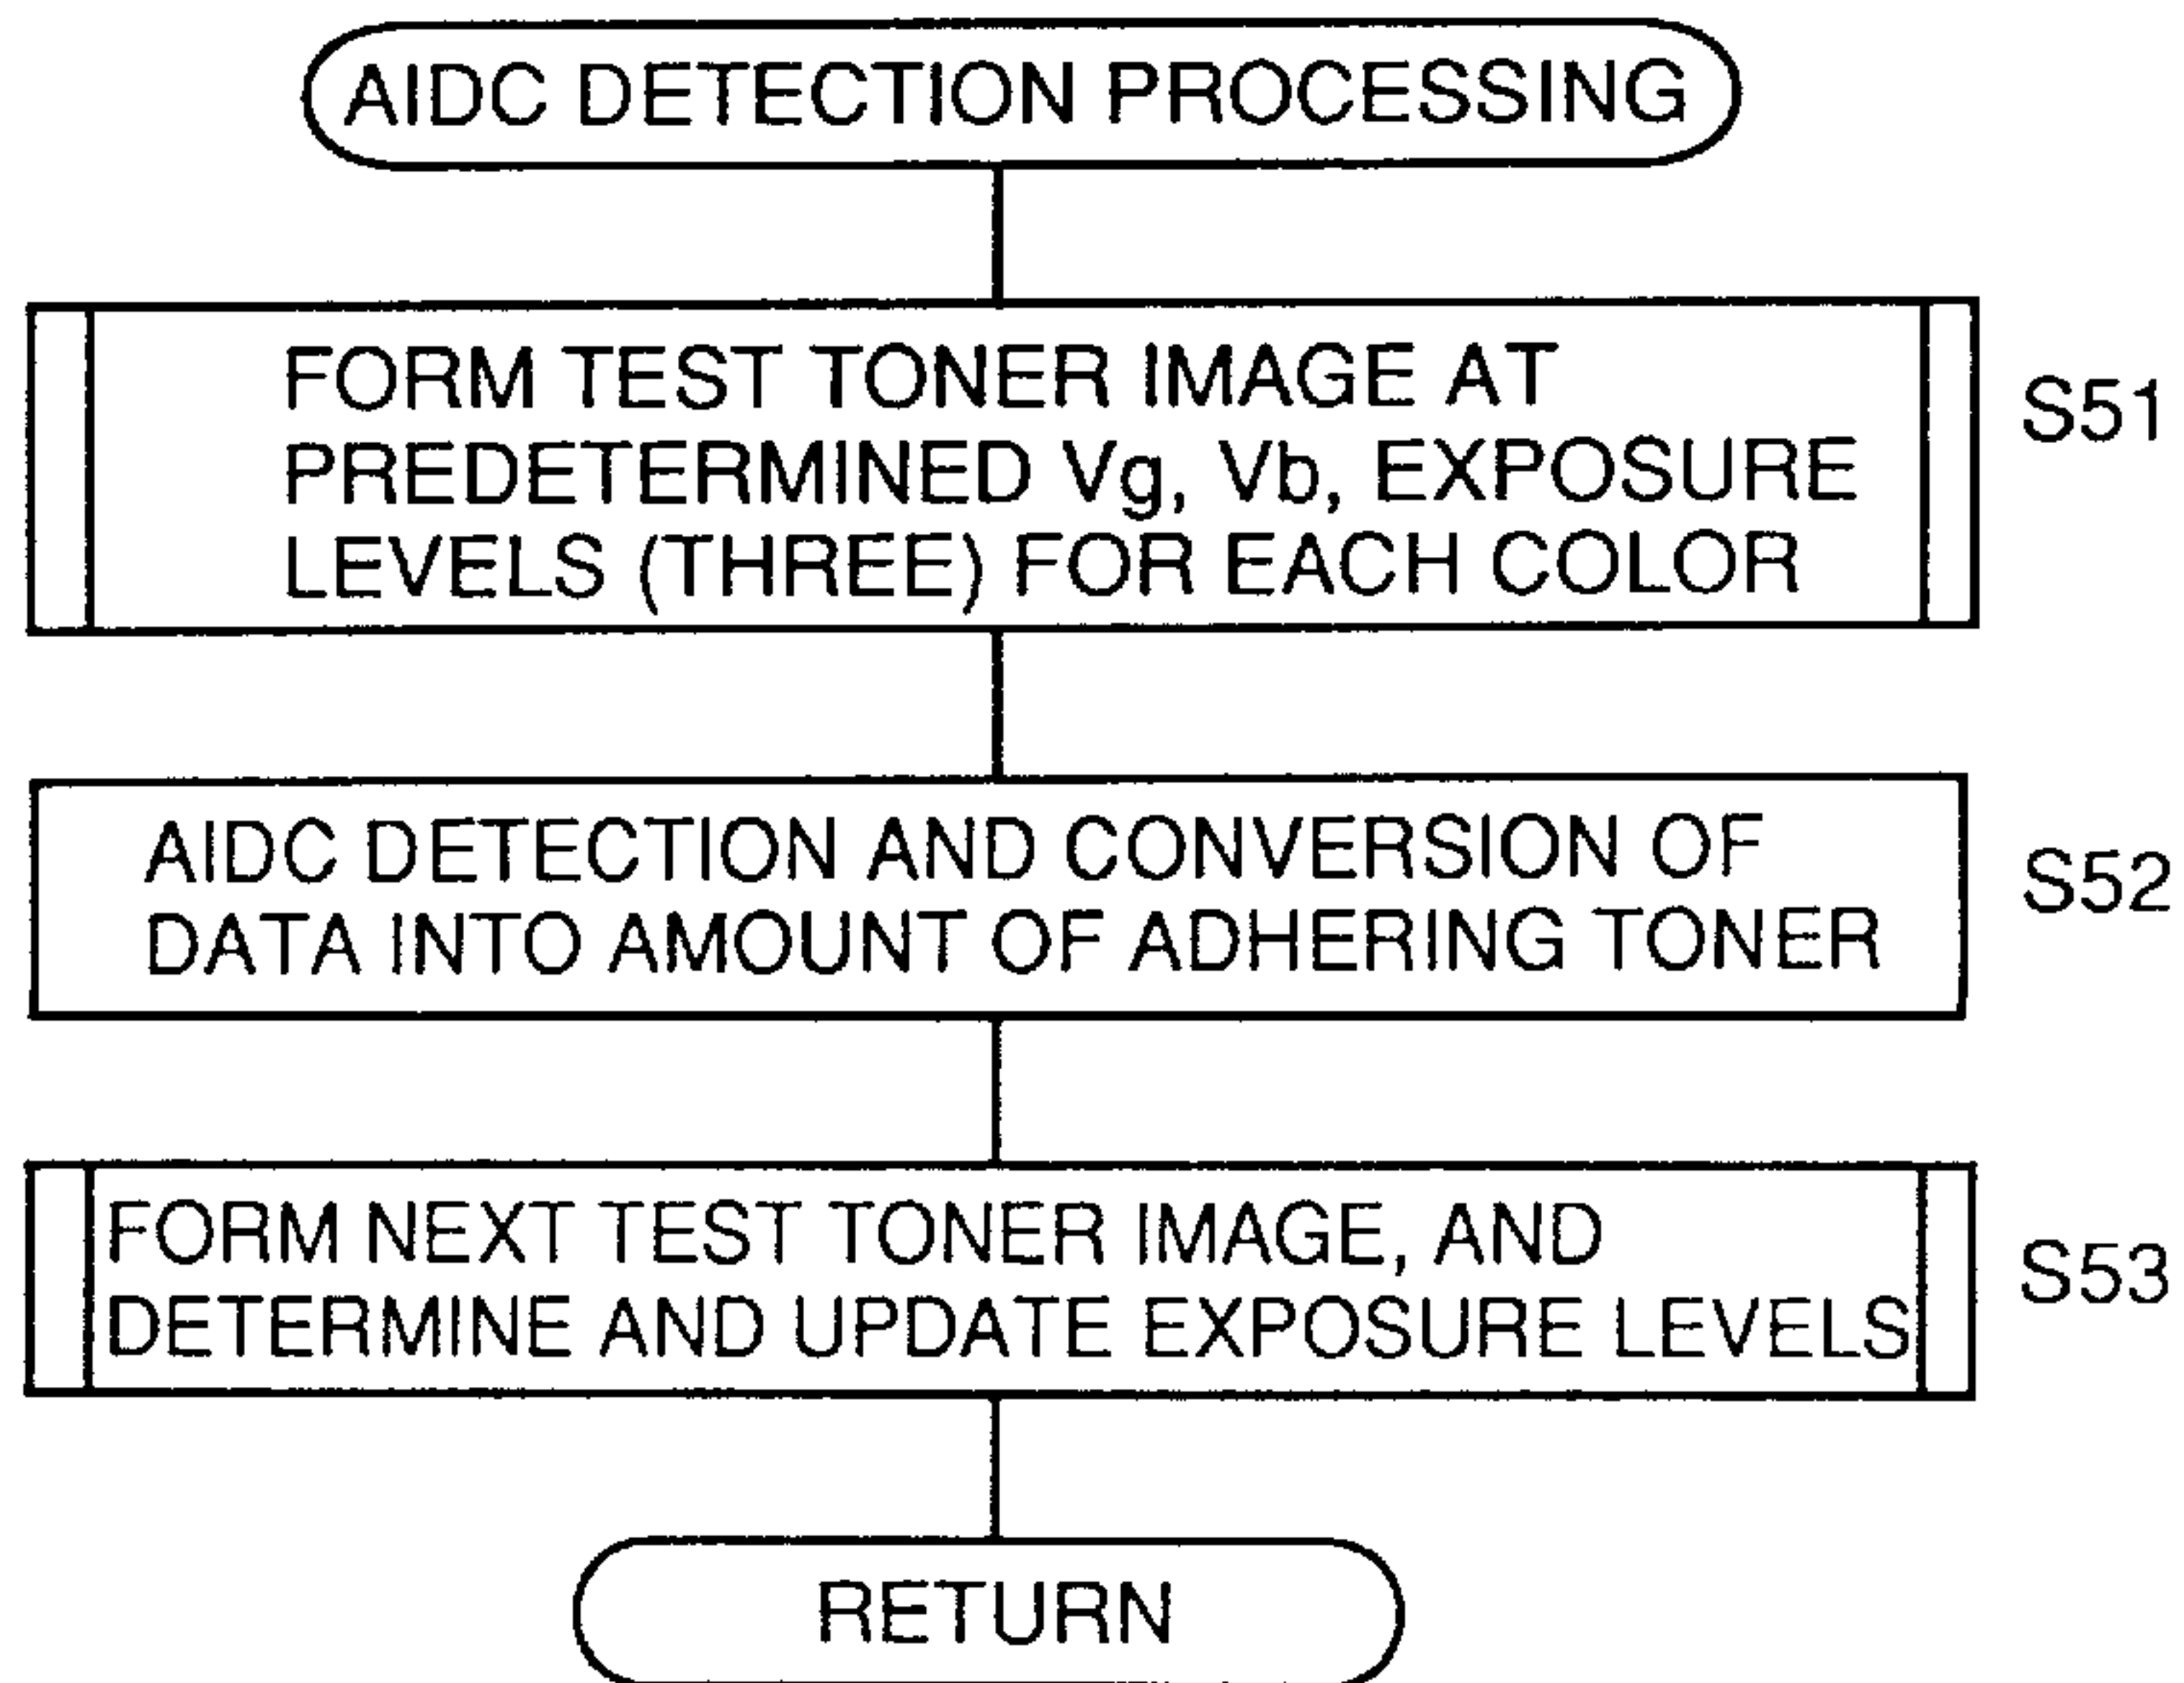 AIDC DETECTION PROCESSING
FORM TEST TONER IMAGE AT
PREDETERMINED Vg, Vb, EXPOSURE
LEVELS (THREE) FOR EACH COLOR
S51
AIDC DETECTION AND CONVERSION OF
DATA INTO AMOUNT OF ADHERING TONER
S52
FORM NEXT TEST TONER IMAGE, AND
DETERMINE AND UPDATE EXPOSURE LEVELS
S53
RETURN